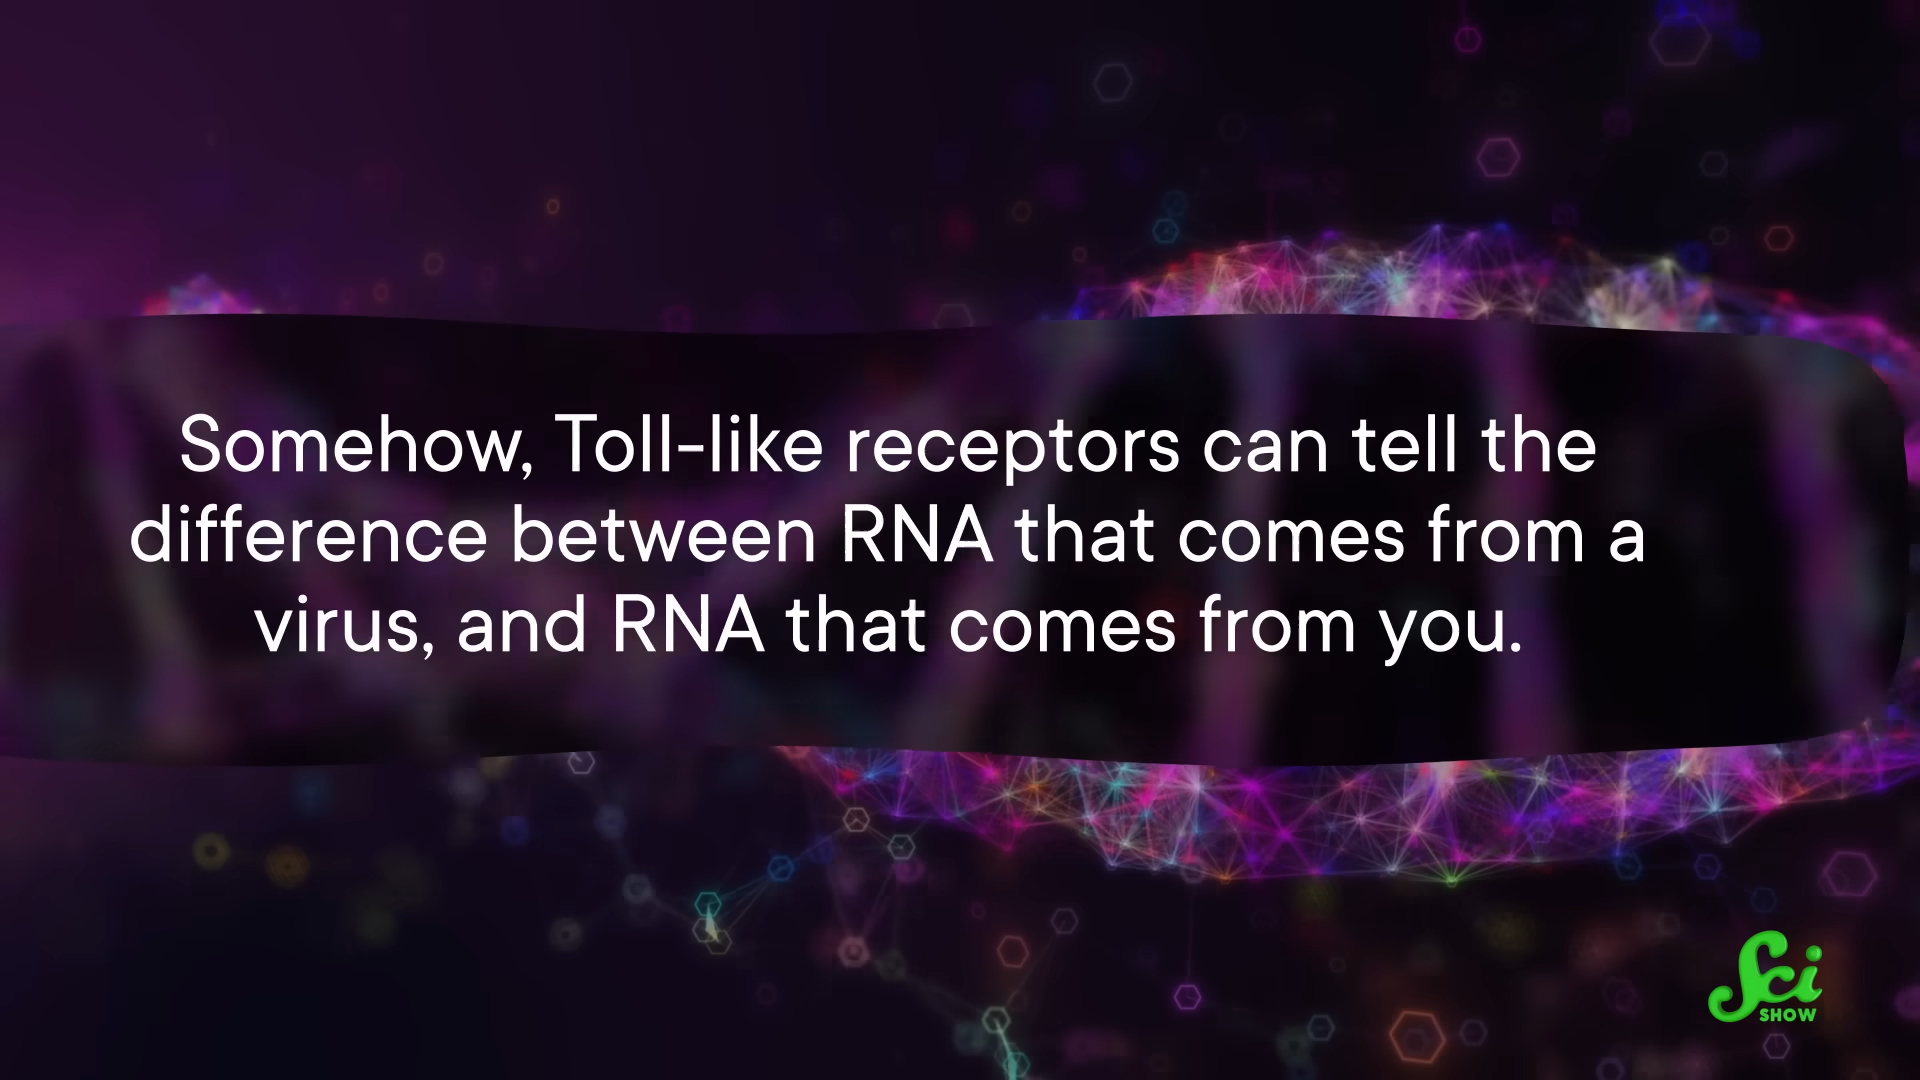 Somehow, Toll-like receptors can tell the
difference between RNA that comes from a
virus, and RNA that comes from you.
Sci
SHOW